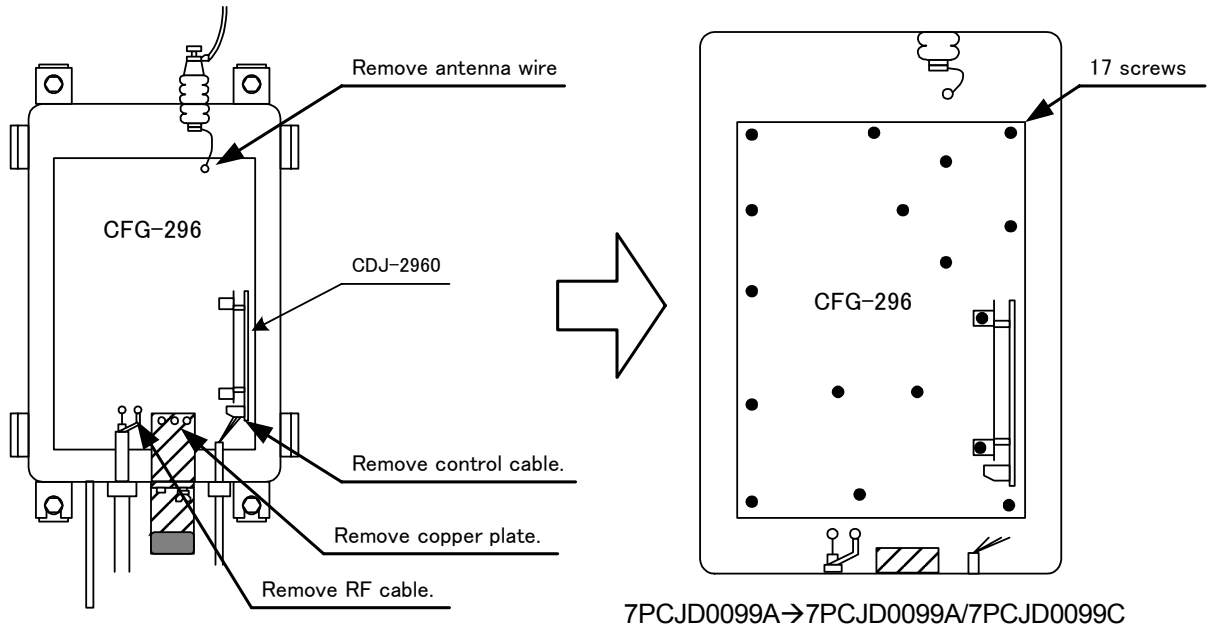 Remove antenna wire
CFG-296
CDJ-2960
Remove control cable.
Remove copper plate.
Remove RF cable.
17 screws
CFG-296
7PCJD0099A→7PCJD0099A/7PCJD0099C